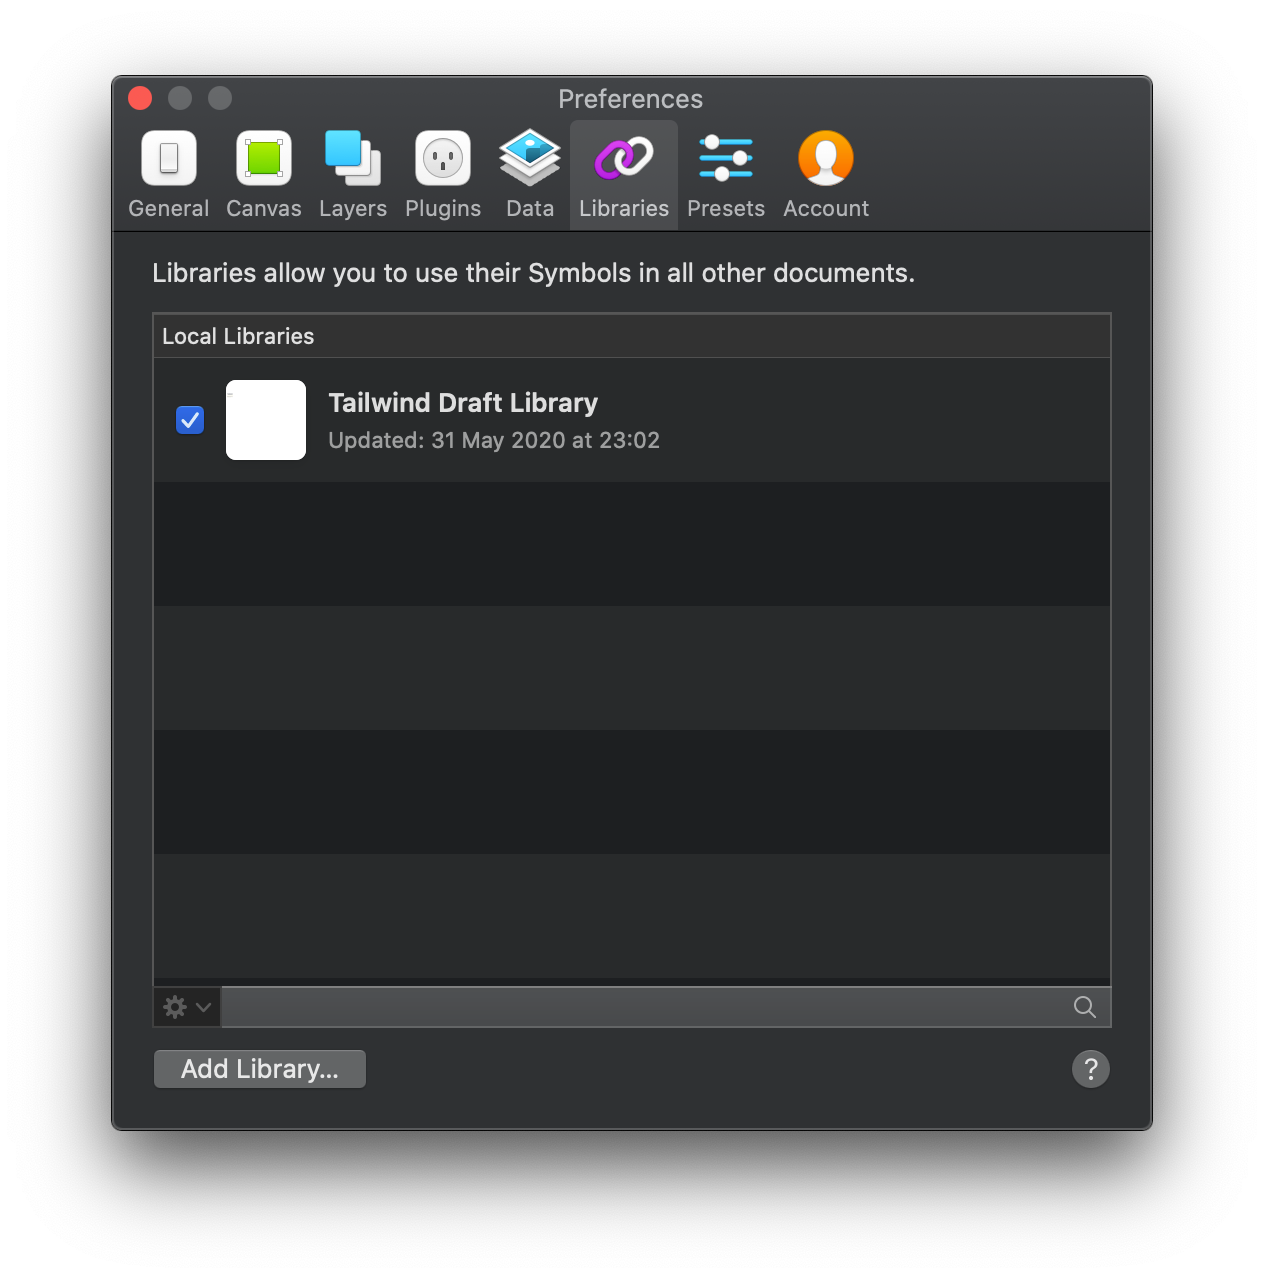 Preferences
General Canvas Layers Plugins Data Libraries Presets Account
Libraries allow you to use their Symbols in all other documents.
Local Libraries
Tailwind Draft Library
Updated: 31 May 2020 at 23:02
Add Library...
?